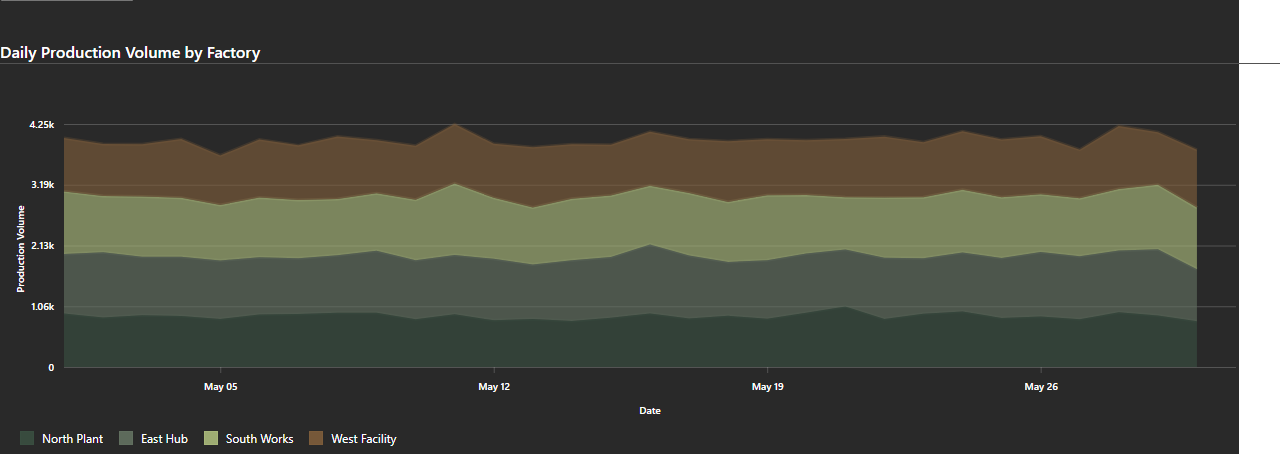 Daily Production Volume by Factory
4.25k
3.19k
2.13k
1.06k
0
Production Volume
May 05 May 12 May 19 May 26
Date
North Plant East Hub South Works West Facility